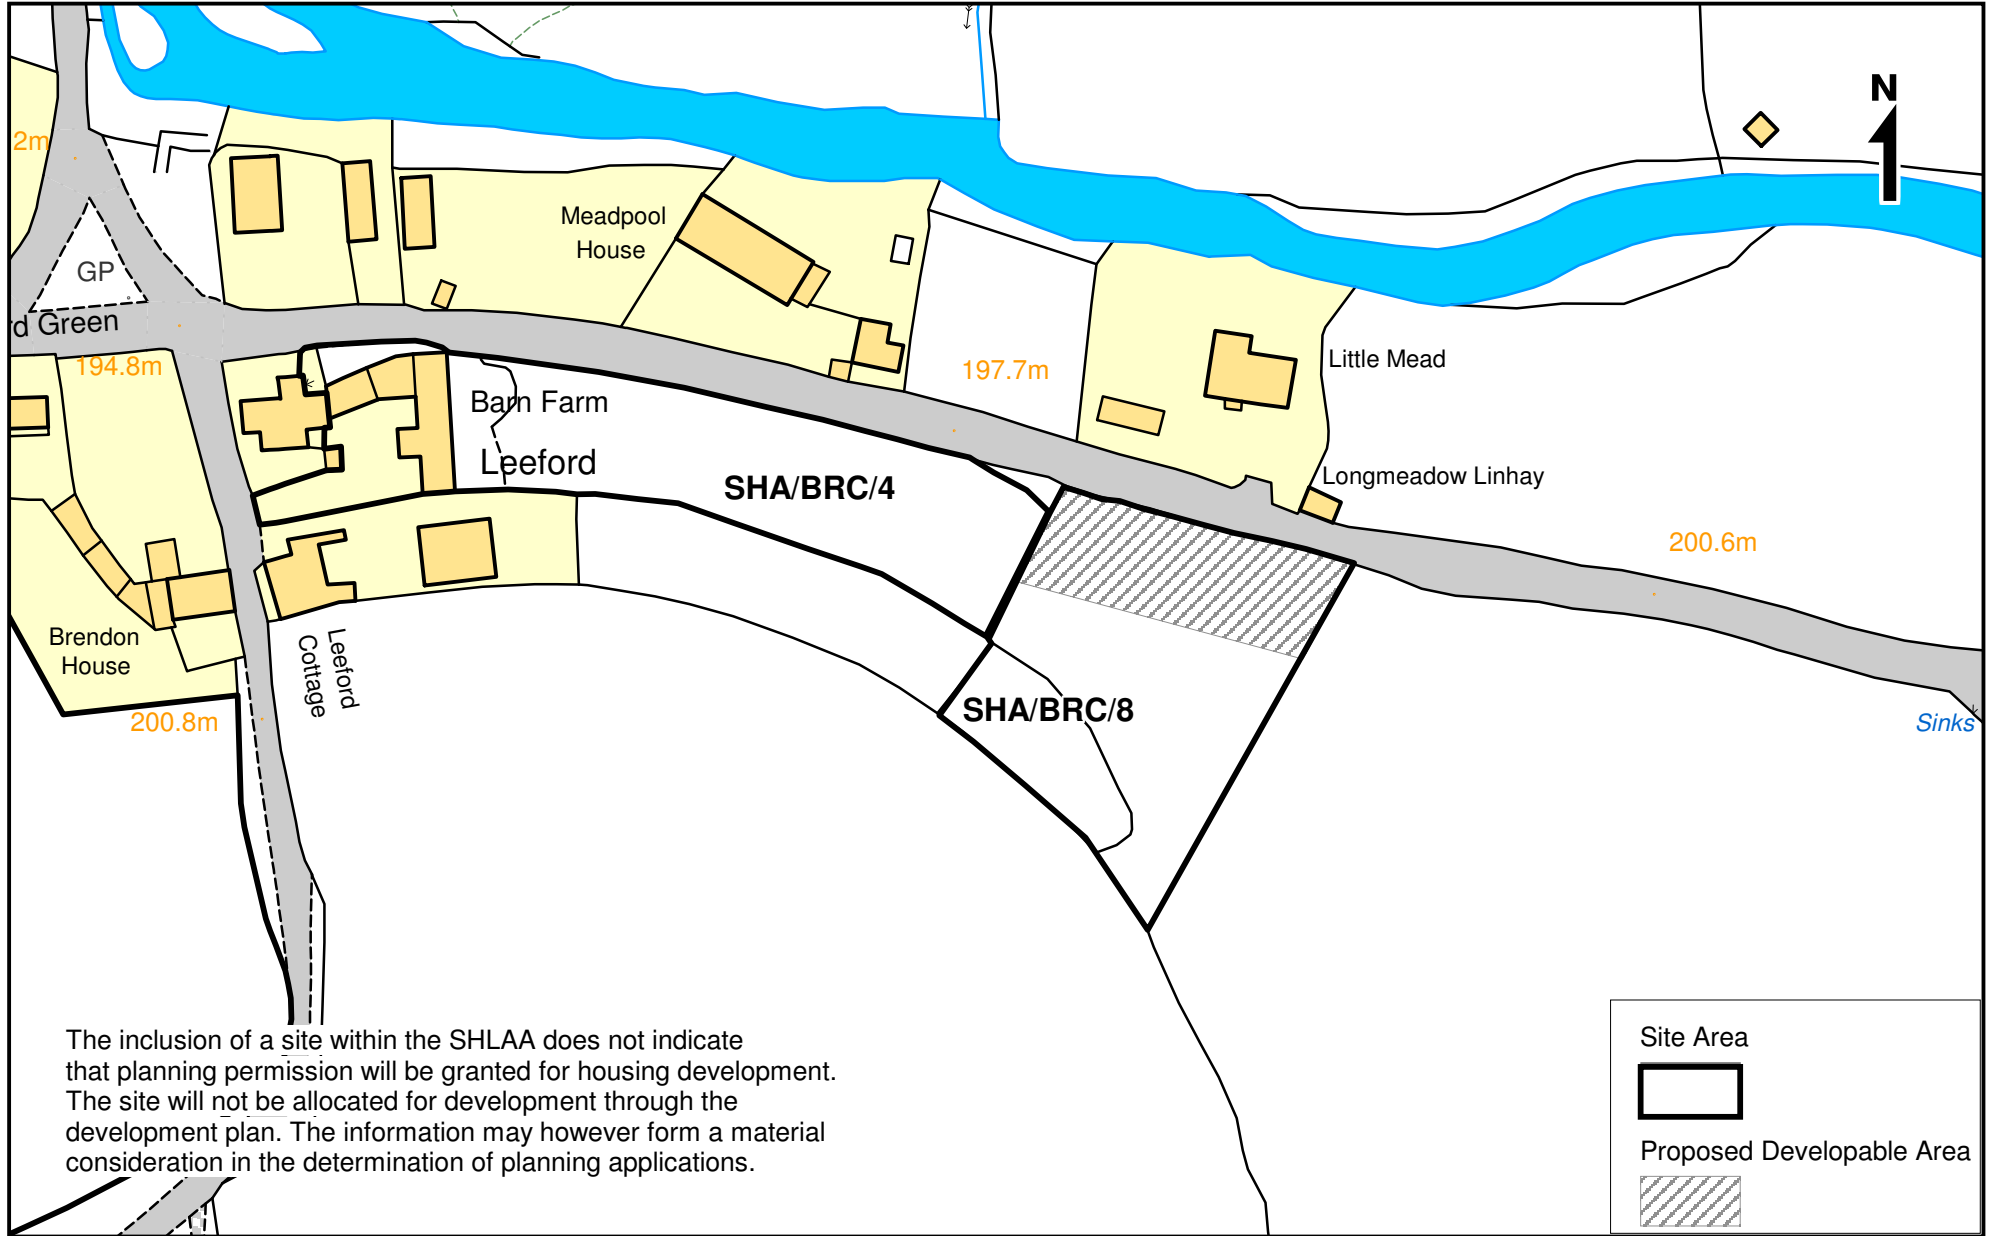 N
2m
Meadpool
House
GP
d Green
194.8m
197.7m
Little Mead
Barn Farm
Leeford
SHA/BRC/4
Longmeadow Linhay
200.6m
Brendon
House
Leeford
Cottage
200.8m
SHA/BRC/8
Sinks
The inclusion of a site within the SHLAA does not indicate
that planning permission will be granted for housing development.
The site will not be allocated for development through the
development plan. The information may however form a material
consideration in the determination of planning applications.
Site Area
Proposed Developable Area